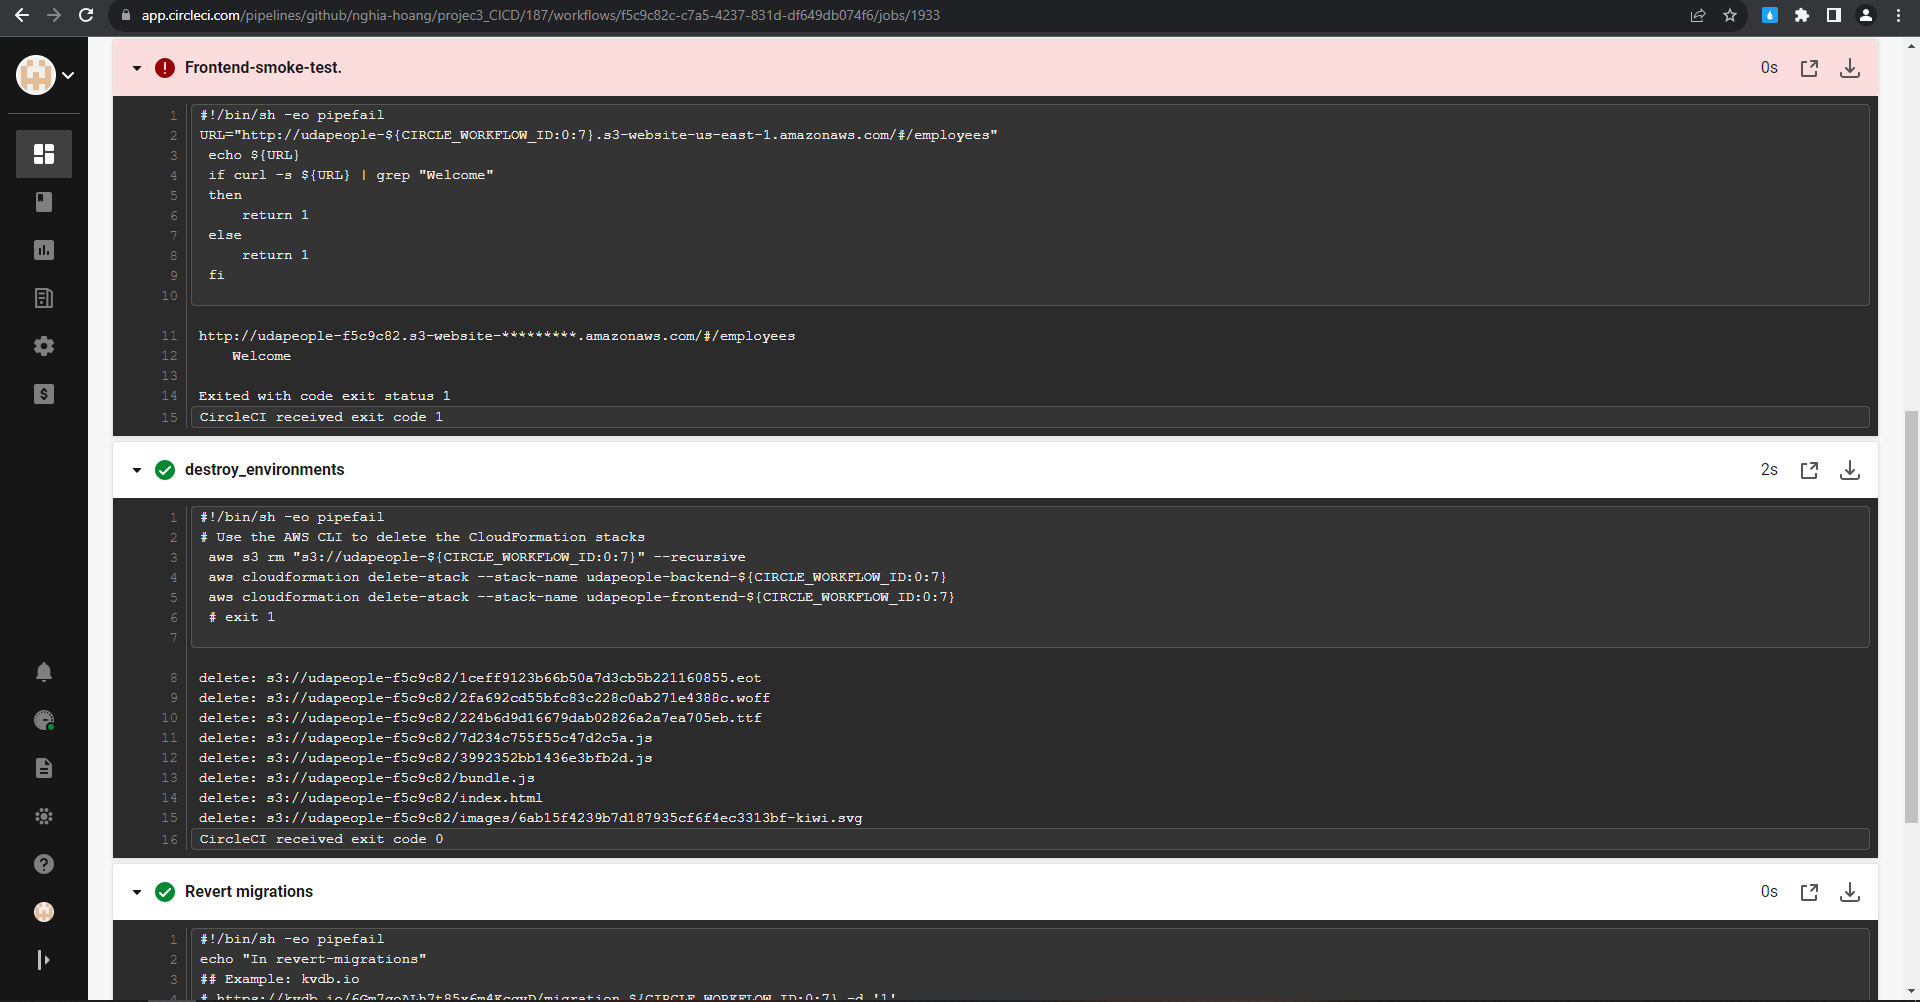 app.circleci.com/pipelines/github/nghia-hoang/projec3_CICD/187/workflows/f5c9c82c-c7a5-4237-831d-df649db074f6/jobs/1933
Frontend-smoke-test.
0s
1 #!/bin/sh -eo pipefail
2 URL="http://udapeople-${CIRCLE_WORKFLOW_ID:0:7}.s3-website-us-east-1.amazonaws.com/#/employees"
3 echo ${URL}
4 if curl -s ${URL} | grep "Welcome"
5 then
6 return 1
7 else
8 return 1
9 fi
10
11 http://udapeople-f5c9c82.s3-website-*********.amazonaws.com/#/employees
12 Welcome
13
14 Exited with code exit status 1
15 CircleCI received exit code 1
destroy_environments
2s
1 #!/bin/sh -eo pipefail
2 # Use the AWS CLI to delete the CloudFormation stacks
3 aws s3 rm "s3://udapeople-${CIRCLE_WORKFLOW_ID:0:7}" --recursive
4 aws cloudformation delete-stack --stack-name udapeople-backend-${CIRCLE_WORKFLOW_ID:0:7}
5 aws cloudformation delete-stack --stack-name udapeople-frontend-${CIRCLE_WORKFLOW_ID:0:7}
6 # exit 1
7
8 delete: s3://udapeople-f5c9c82/1ceff9123b66b50a7d3cb5b221160855.eot
9 delete: s3://udapeople-f5c9c82/2fa692cd55bfc83c228c0ab271e4388c.woff
10 delete: s3://udapeople-f5c9c82/224b6d9d16679dab02826a2a7ea705eb.ttf
11 delete: s3://udapeople-f5c9c82/7d234c755f55c47d2c5a.js
12 delete: s3://udapeople-f5c9c82/3992352bb1436e3bfb2d.js
13 delete: s3://udapeople-f5c9c82/bundle.js
14 delete: s3://udapeople-f5c9c82/index.html
15 delete: s3://udapeople-f5c9c82/images/6ab15f4239b7d187935cf6f4ec3313bf-kiwi.svg
16 CircleCI received exit code 0
Revert migrations
0s
1 #!/bin/sh -eo pipefail
2 echo "In revert-migrations"
3 ## Example: kvdb.io